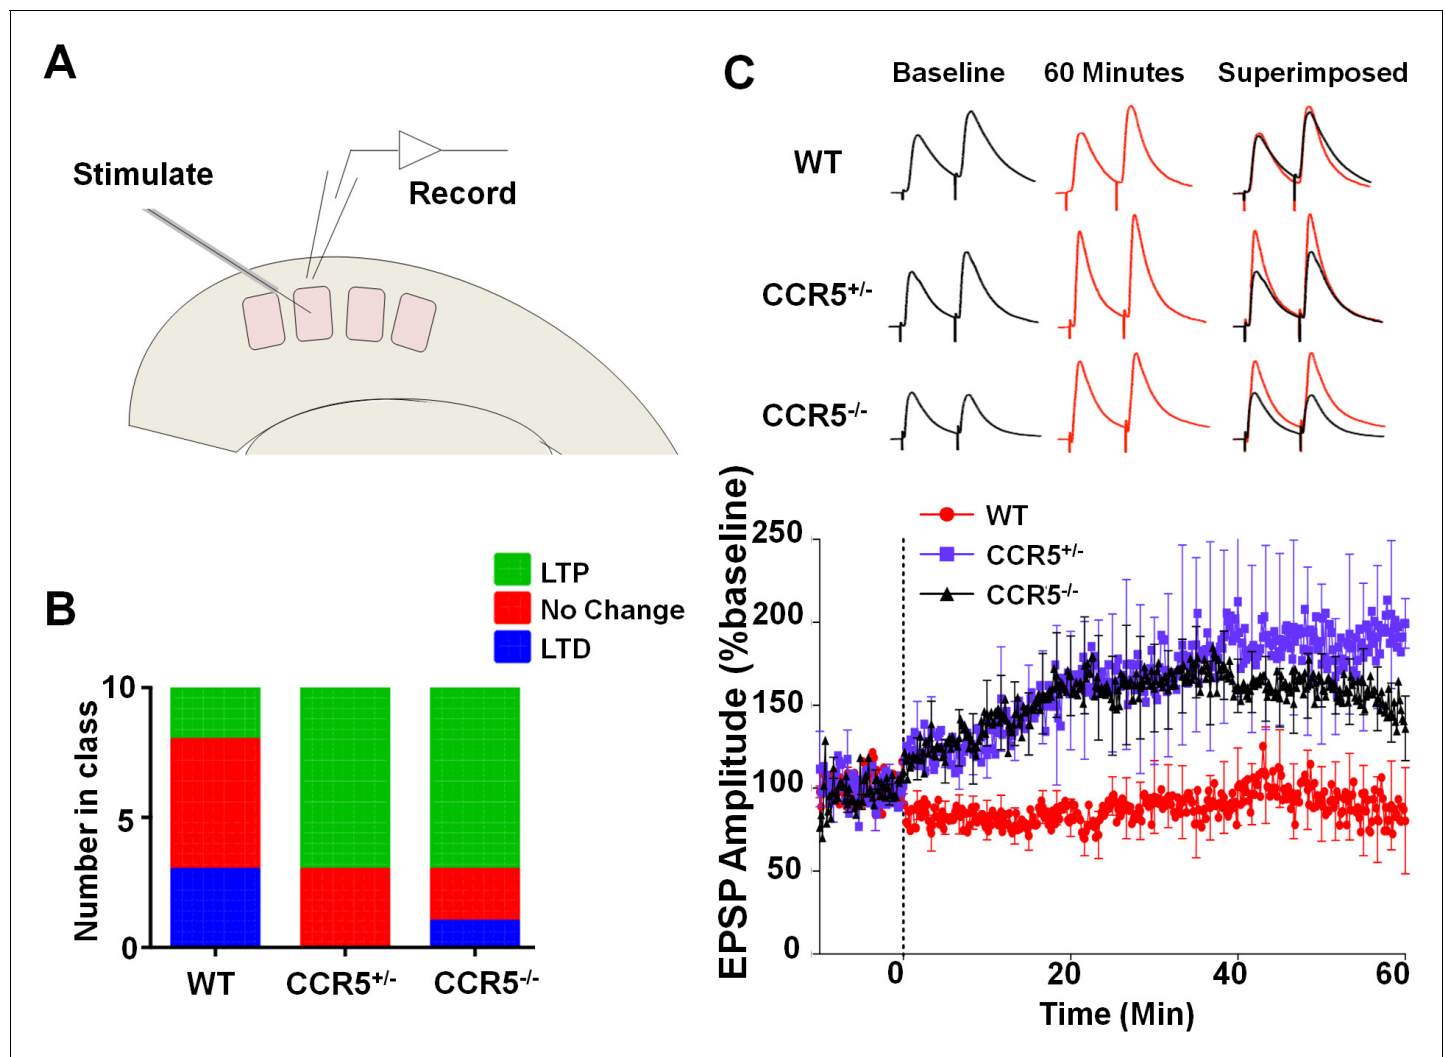 A
Stimulate
Record
B
LTP
No Change
LTD
Number in class
10
5
0
WT
CCR5+/-
CCR5-/-
C
Baseline
60 Minutes
Superimposed
WT
CCR5+/-
CCR5-/-
WT
CCR5+/-
CCR5-/-
EPSP Amplitude (%baseline)
250
200
150
100
50
0
0
20
40
60
Time (Min)